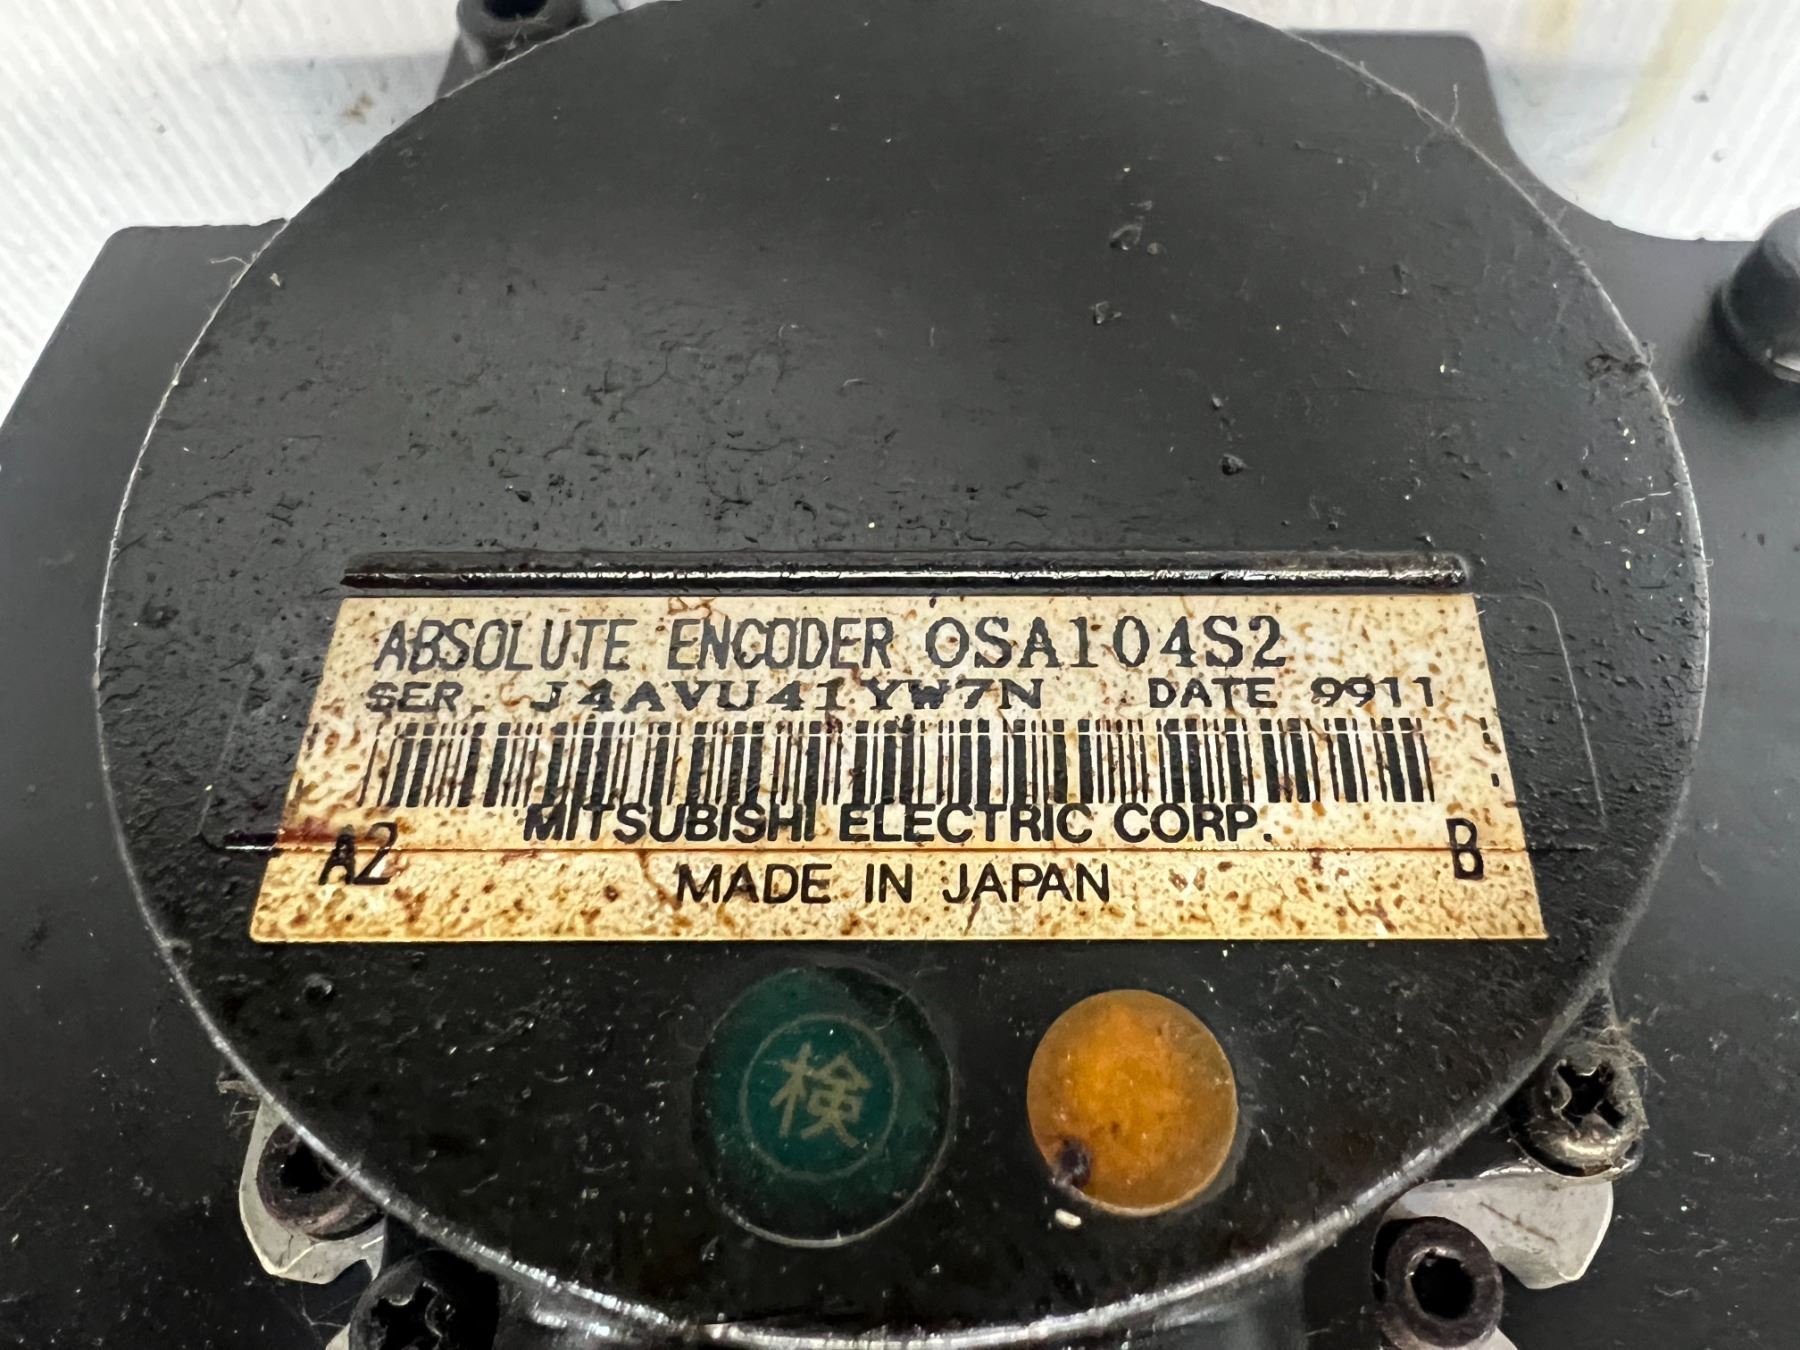 ABSOLUTE ENCODER OSA104S2
SER. J4AVU41YW7N DATE 9911
MITSUBISHI ELECTRIC CORP.
A2 B
MADE IN JAPAN
検